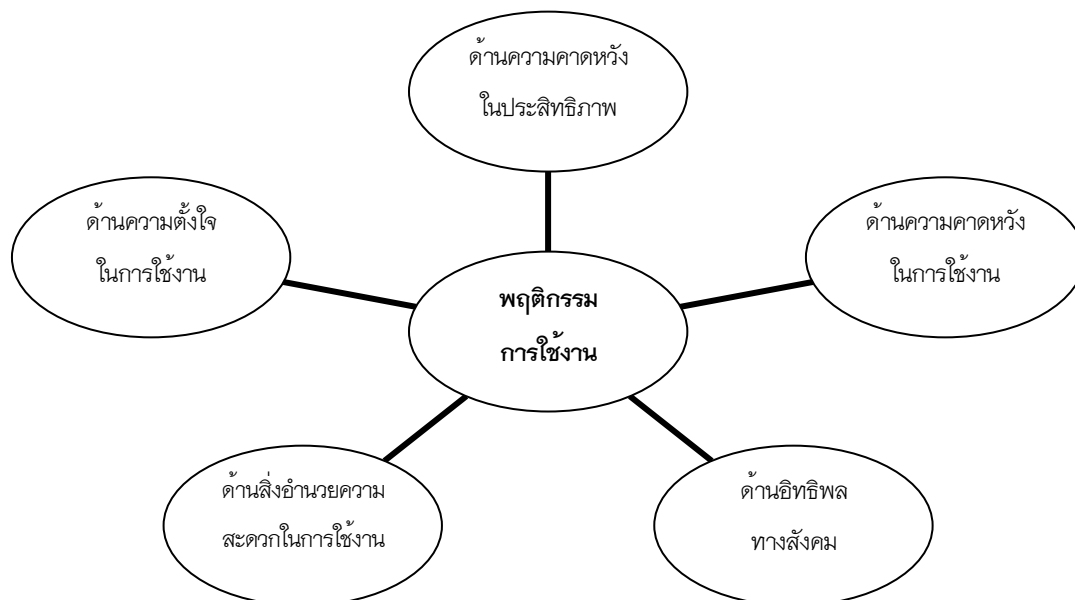 ด้านความคาดหวัง
ในประสิทธิภาพ
ด้านความตั้งใจ
ในการใช้งาน
ด้านความคาดหวัง
ในการใช้งาน
พฤติกรรม
การใช้งาน
ด้านสิ่งอำนวยความ
สะดวกในการใช้งาน
ด้านอิทธิพล
ทางสังคม